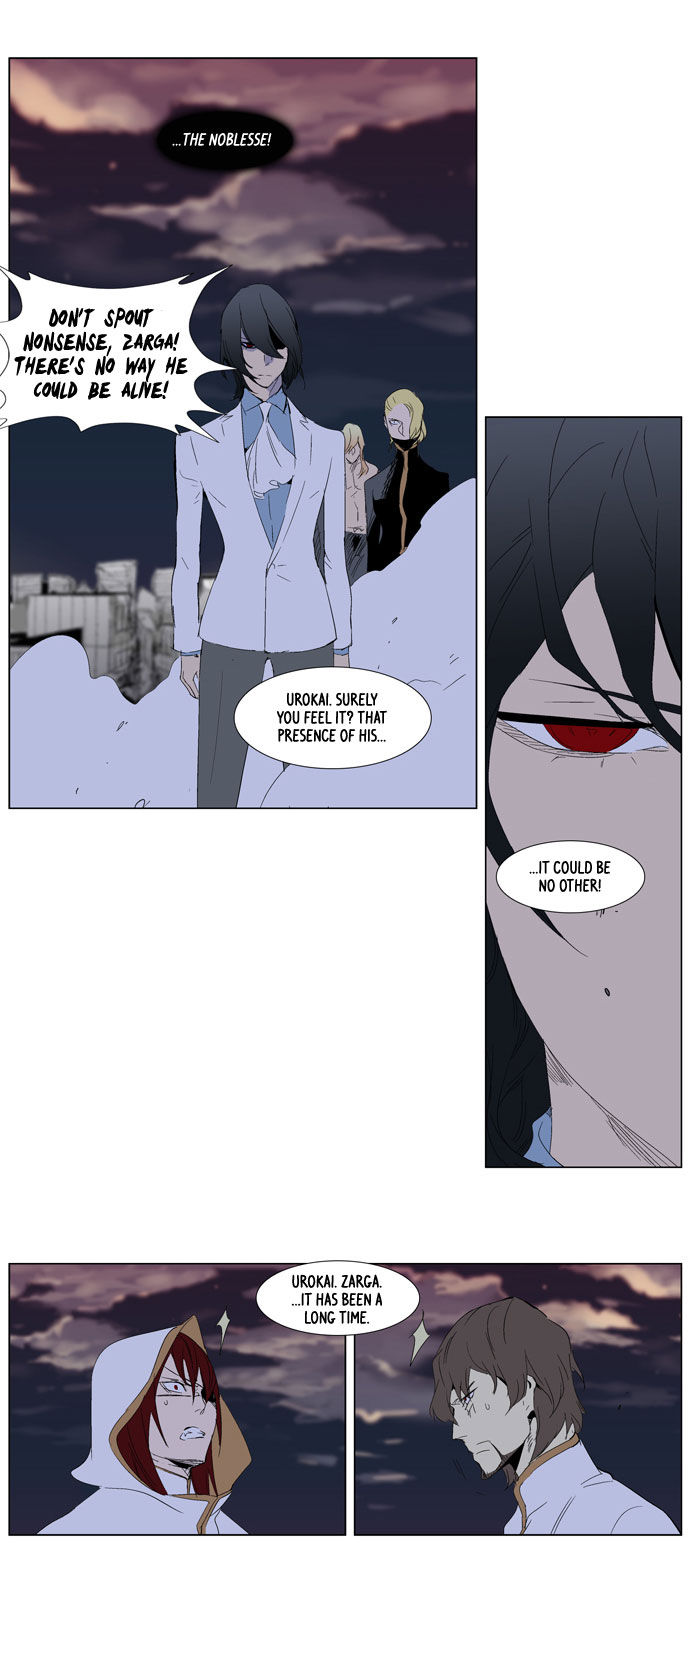 ...THE NOBLESSE!
DON'T SPOUT
NONSENSE, ZARGA!
THERE'S NO WAY HE
COULD BE ALIVE!
UROKAI. SURELY
YOU FEEL IT? THAT
PRESENCE OF HIS...
...IT COULD BE
NO OTHER!
UROKAI. ZARGA.
...IT HAS BEEN A
LONG TIME.